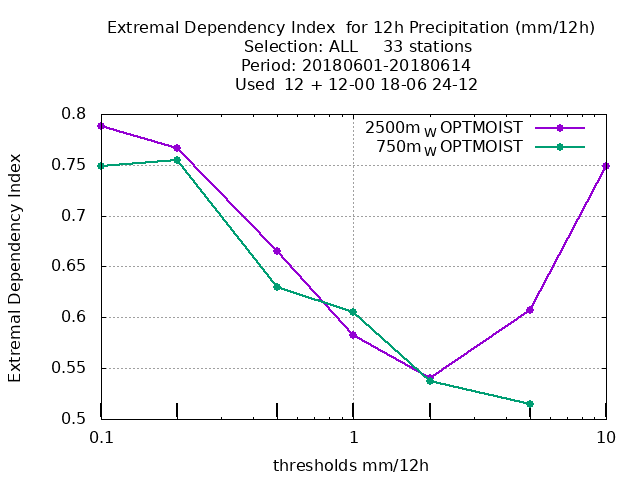 Extremal Dependency Index  for 12h Precipitation (mm/12h)
Selection: ALL     33 stations
Period: 20180601-20180614
Used  12 + 12-00 18-06 24-12
2500m W OPTMOIST
750m W OPTMOIST
0.8
0.75
0.7
0.65
0.6
0.55
0.5
Extremal Dependency Index
0.1
1
10
thresholds mm/12h